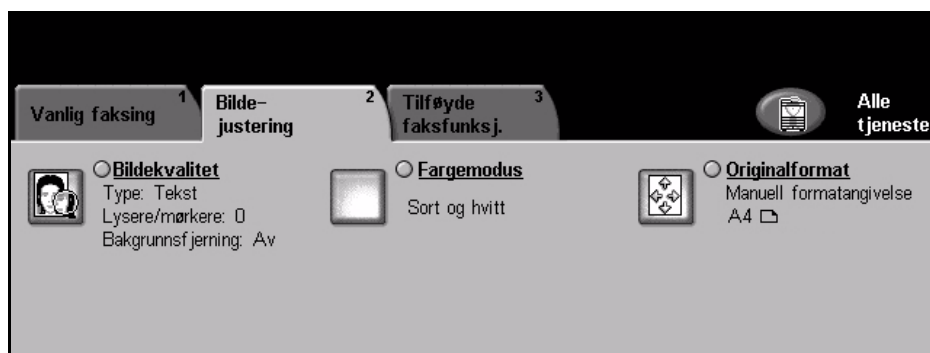 Vanlig faksing 1
Bilde-
justering 2
Tilføyde
faksfunksj. 3
Alle
tjeneste
Bildekvalitet
Type: Tekst
Lysere/mørkere: 0
Bakgrunnsfjerning: Av
Fargemodus
Sort og hvitt
Originalformat
Manuell formatangivelse
A4